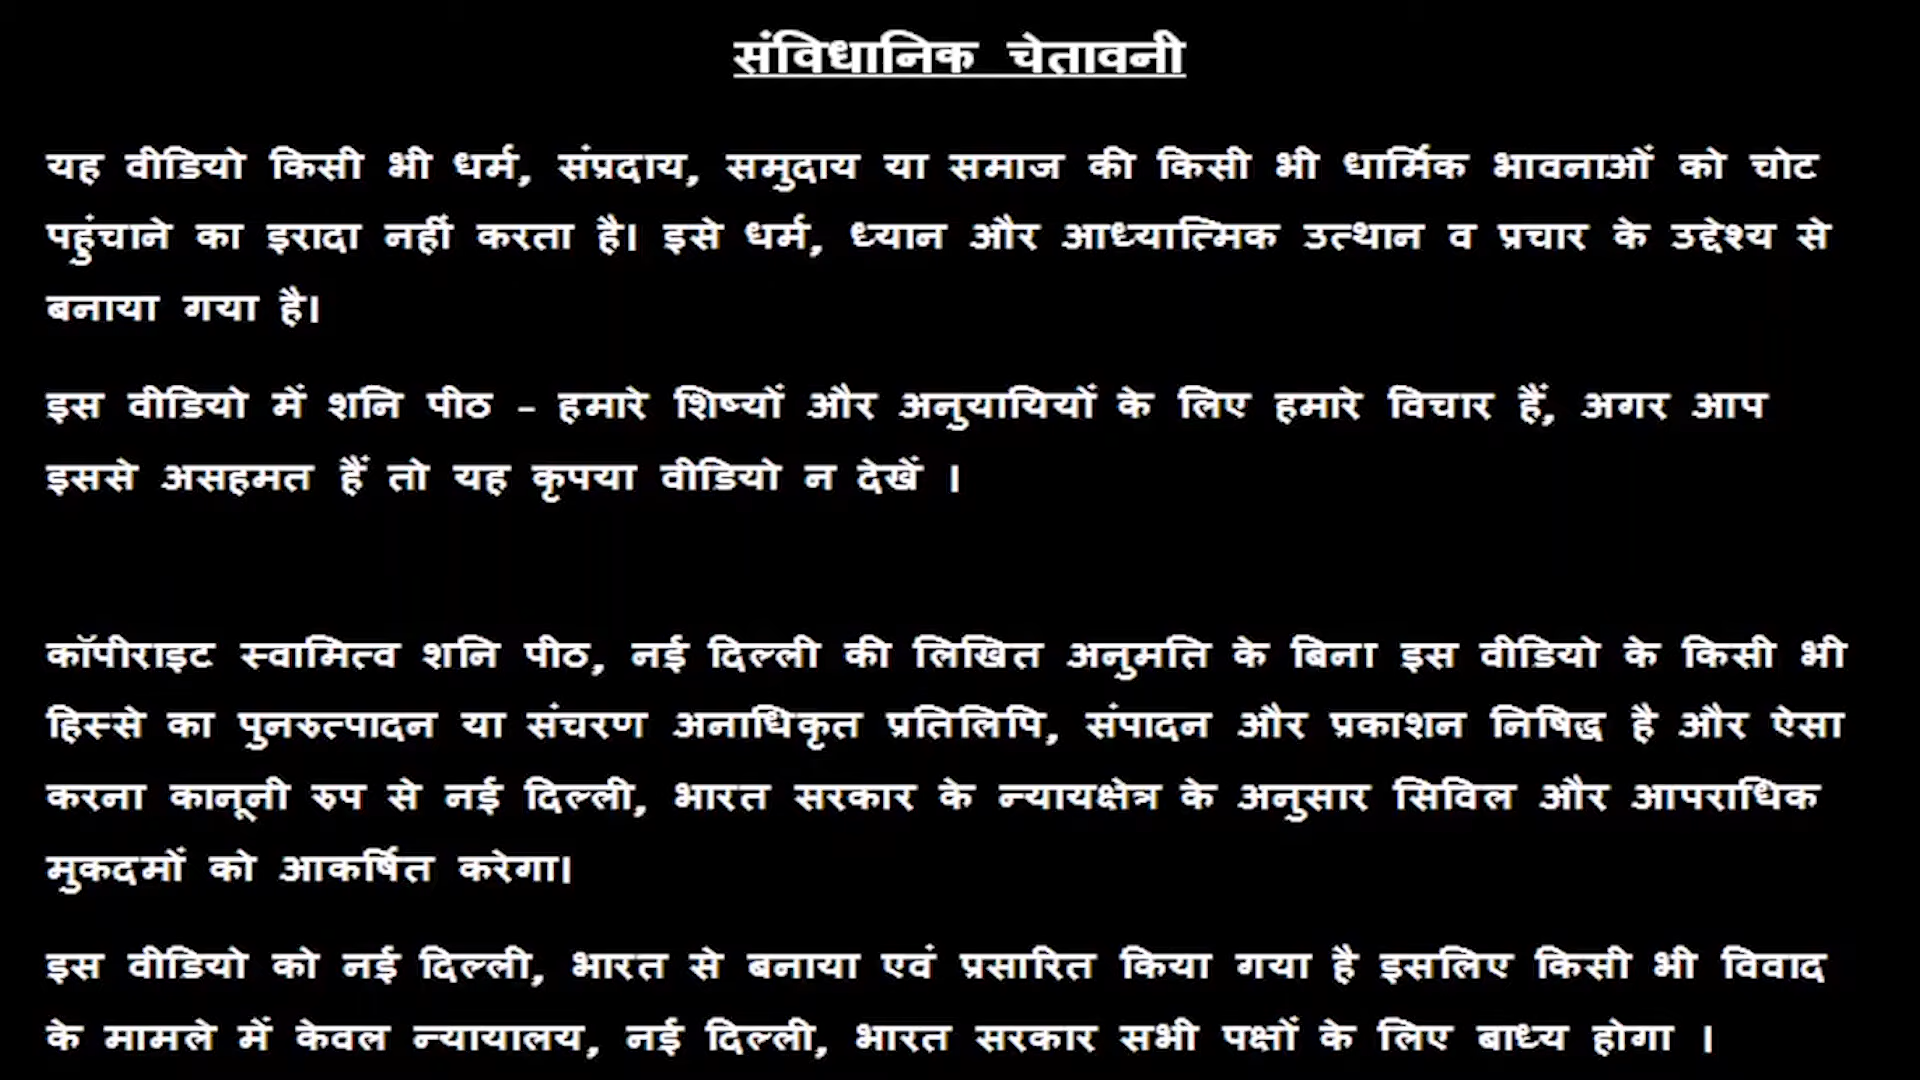 संविधानिक चेतावनी
यह वीडियो किसी भी धर्म, संप्रदाय, समुदाय या समाज की किसी भी धार्मिक भावनाओं को चोट
पहुंचाने का इरादा नहीं करता है। इसे धर्म, ध्यान और आध्यात्मिक उत्थान व प्रचार के उद्देश्य से
बनाया गया है।
इस वीडियो में शनि पीठ – हमारे शिष्यों और अनुयायियों के लिए हमारे विचार हैं, अगर आप
इससे असहमत हैं तो यह कृपया वीडियो न देखें ।
कॉपीराइट स्वामित्व शनि पीठ, नई दिल्ली की लिखित अनुमति के बिना इस वीडियो के किसी भी
हिस्से का पुनरुत्पादन या संचरण अनाधिकृत प्रतिलिपि, संपादन और प्रकाशन निषिद्ध है और ऐसा
करना कानूनी रुप से नई दिल्ली, भारत सरकार के न्यायक्षेत्र के अनुसार सिविल और आपराधिक
मुकदमों को आकर्षित करेगा।
इस वीडियो को नई दिल्ली, भारत से बनाया एवं प्रसारित किया गया है इसलिए किसी भी विवाद
के मामले में केवल न्यायालय, नई दिल्ली, भारत सरकार सभी पक्षों के लिए बाध्य होगा ।